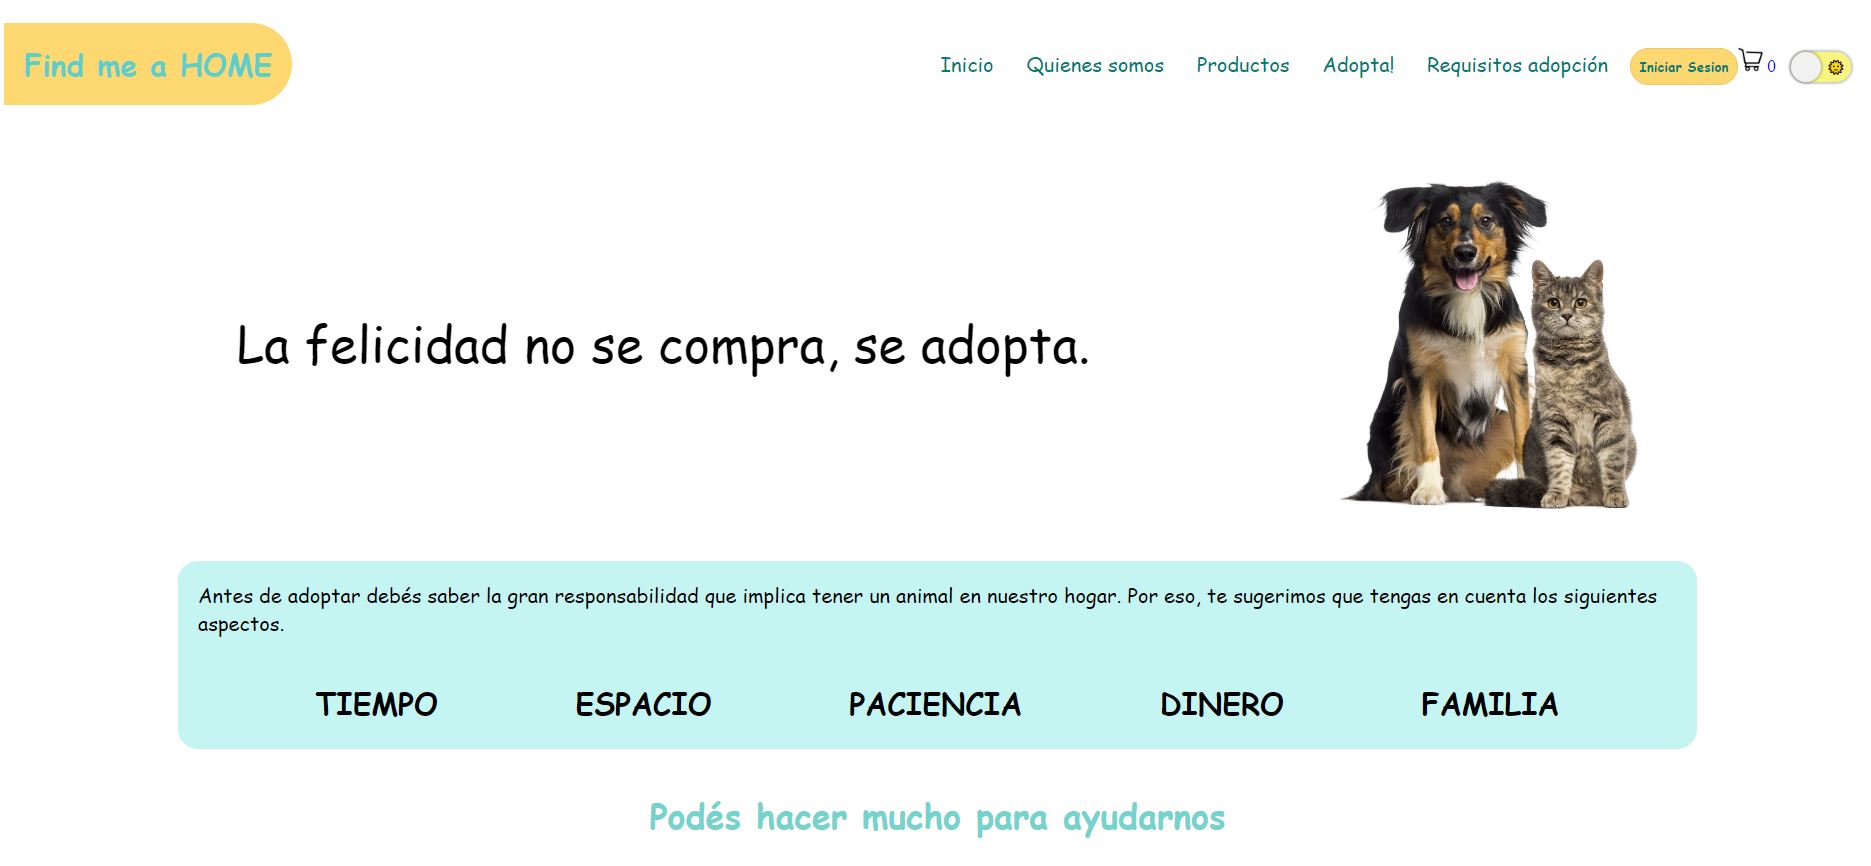 Find me a HOME
Inicio Quienes somos Productos Adopta! Requisitos adopción Iniciar Sesion 0
La felicidad no se compra, se adopta.
Antes de adoptar debés saber la gran responsabilidad que implica tener un animal en nuestro hogar. Por eso, te sugerimos que tengas en cuenta los siguientes
aspectos.
TIEMPO ESPACIO PACIENCIA DINERO FAMILIA
Podés hacer mucho para ayudarnos